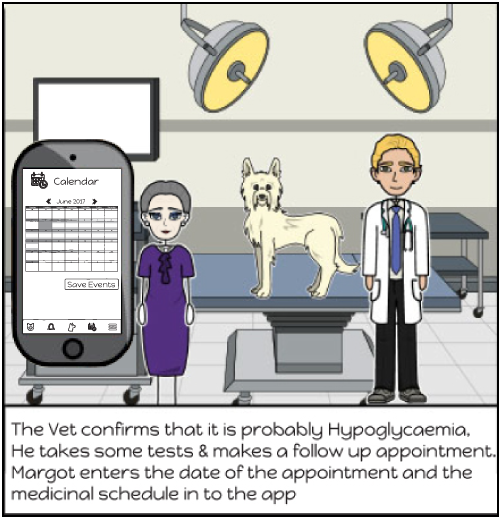 Calendar
June 2017
Save Events
The Vet confirms that it is probably Hypoglycaemia,
He takes some tests & makes a follow up appointment.
Margot enters the date of the appointment and the
medicinal schedule in to the app